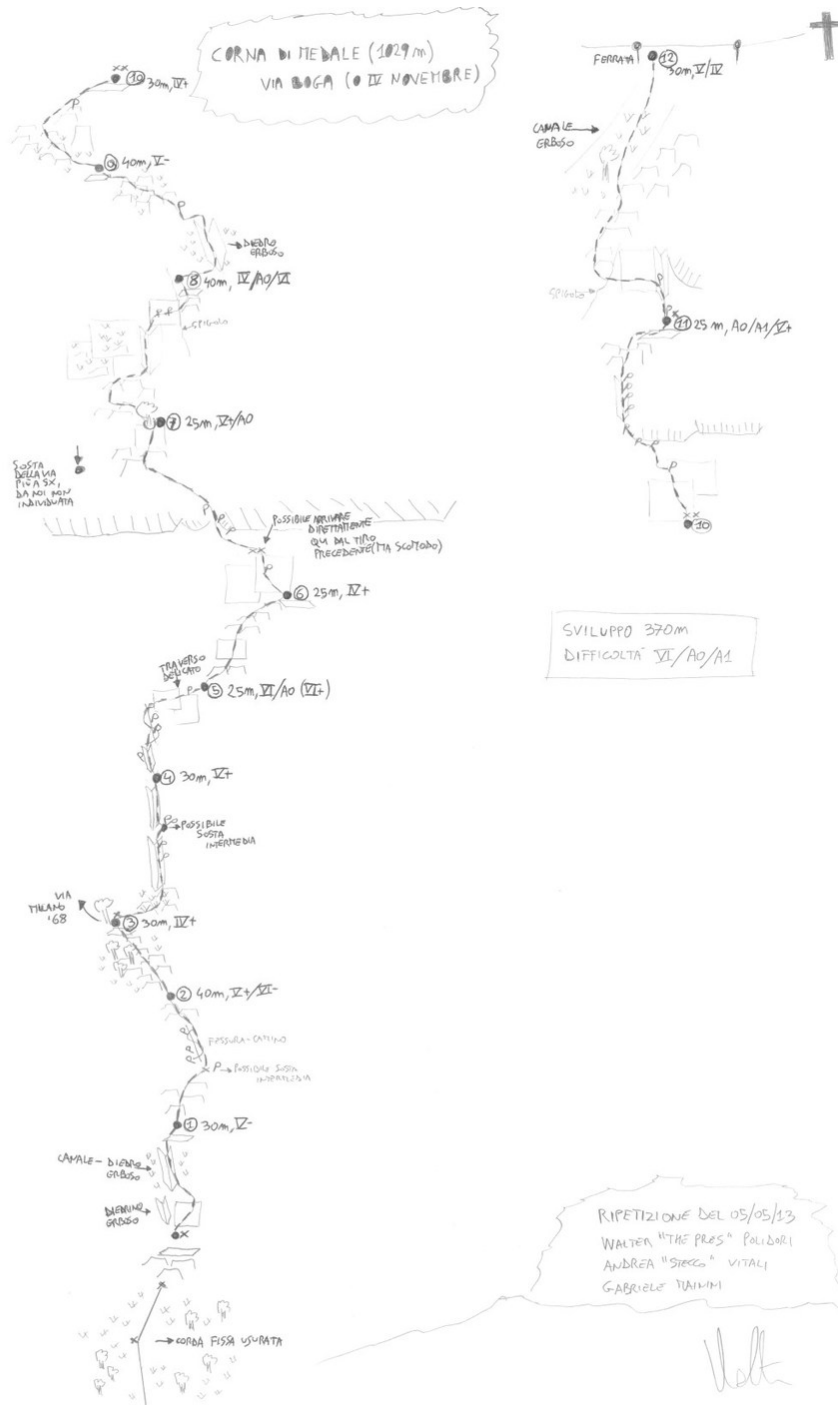 CORNA DI MEDALE (1029m)
VIA BOGA (O IV NOVEMBRE)
XX
10 30m, IV+
P
9 40m, V-
P
DIEDRO
ERBOSO
8 40m, IV/A0/VI
SPIGOLO
7 25m, V+/A0
SOSTA
DELLA VIA
PIÙ A SX,
DA NOI NON
INDIVIDUATA
POSSIBILE ARRIVARE
DIRETTAMENTE
QUI DAL TIRO
PRECEDENTE (MA SCOMODO)
XX
6 25m, IV+
TRAVERSO
DELICATO
P
5 25m, VI/A0 (VI+)
4 30m, V+
POSSIBILE
SOSTA
INTERMEDIA
VIA
MILANO
'68
X
3 30m, IV+
2 40m, V+/VI-
FESSURA-CAMINO
X P POSSIBILE SOSTA
INTERMEDIA
1 30m, V-
CANALE-DIEDRO
ERBOSO
DIEDRINO
ERBOSO
X
X
X CORDA FISSA USURATA
FERRATA
12
30m, V/IV
CANALE
ERBOSO
SPIGOLO
P
X
11 25m, A0/A1/V+
P
XX
10
SVILUPPO 370m
DIFFICOLTÀ VI/A0/A1
RIPETIZIONE DEL 05/05/13
WALTER "THE PRES" POLIDORI
ANDREA "STECCO" VITALI
GABRIELE MAININI